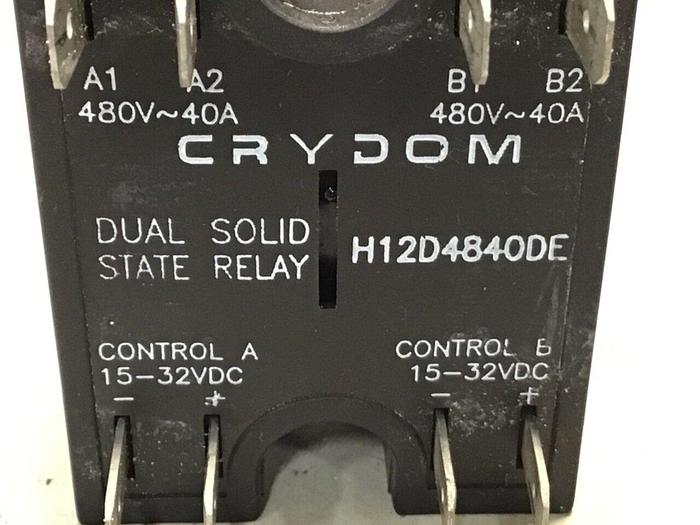 A1 A2 B1 B2
480V~40A 480V~40A
CRYDOM
DUAL SOLID
STATE RELAY
H12D4840DE
CONTROL A CONTROL B
15-32VDC 15-32VDC
- + - +